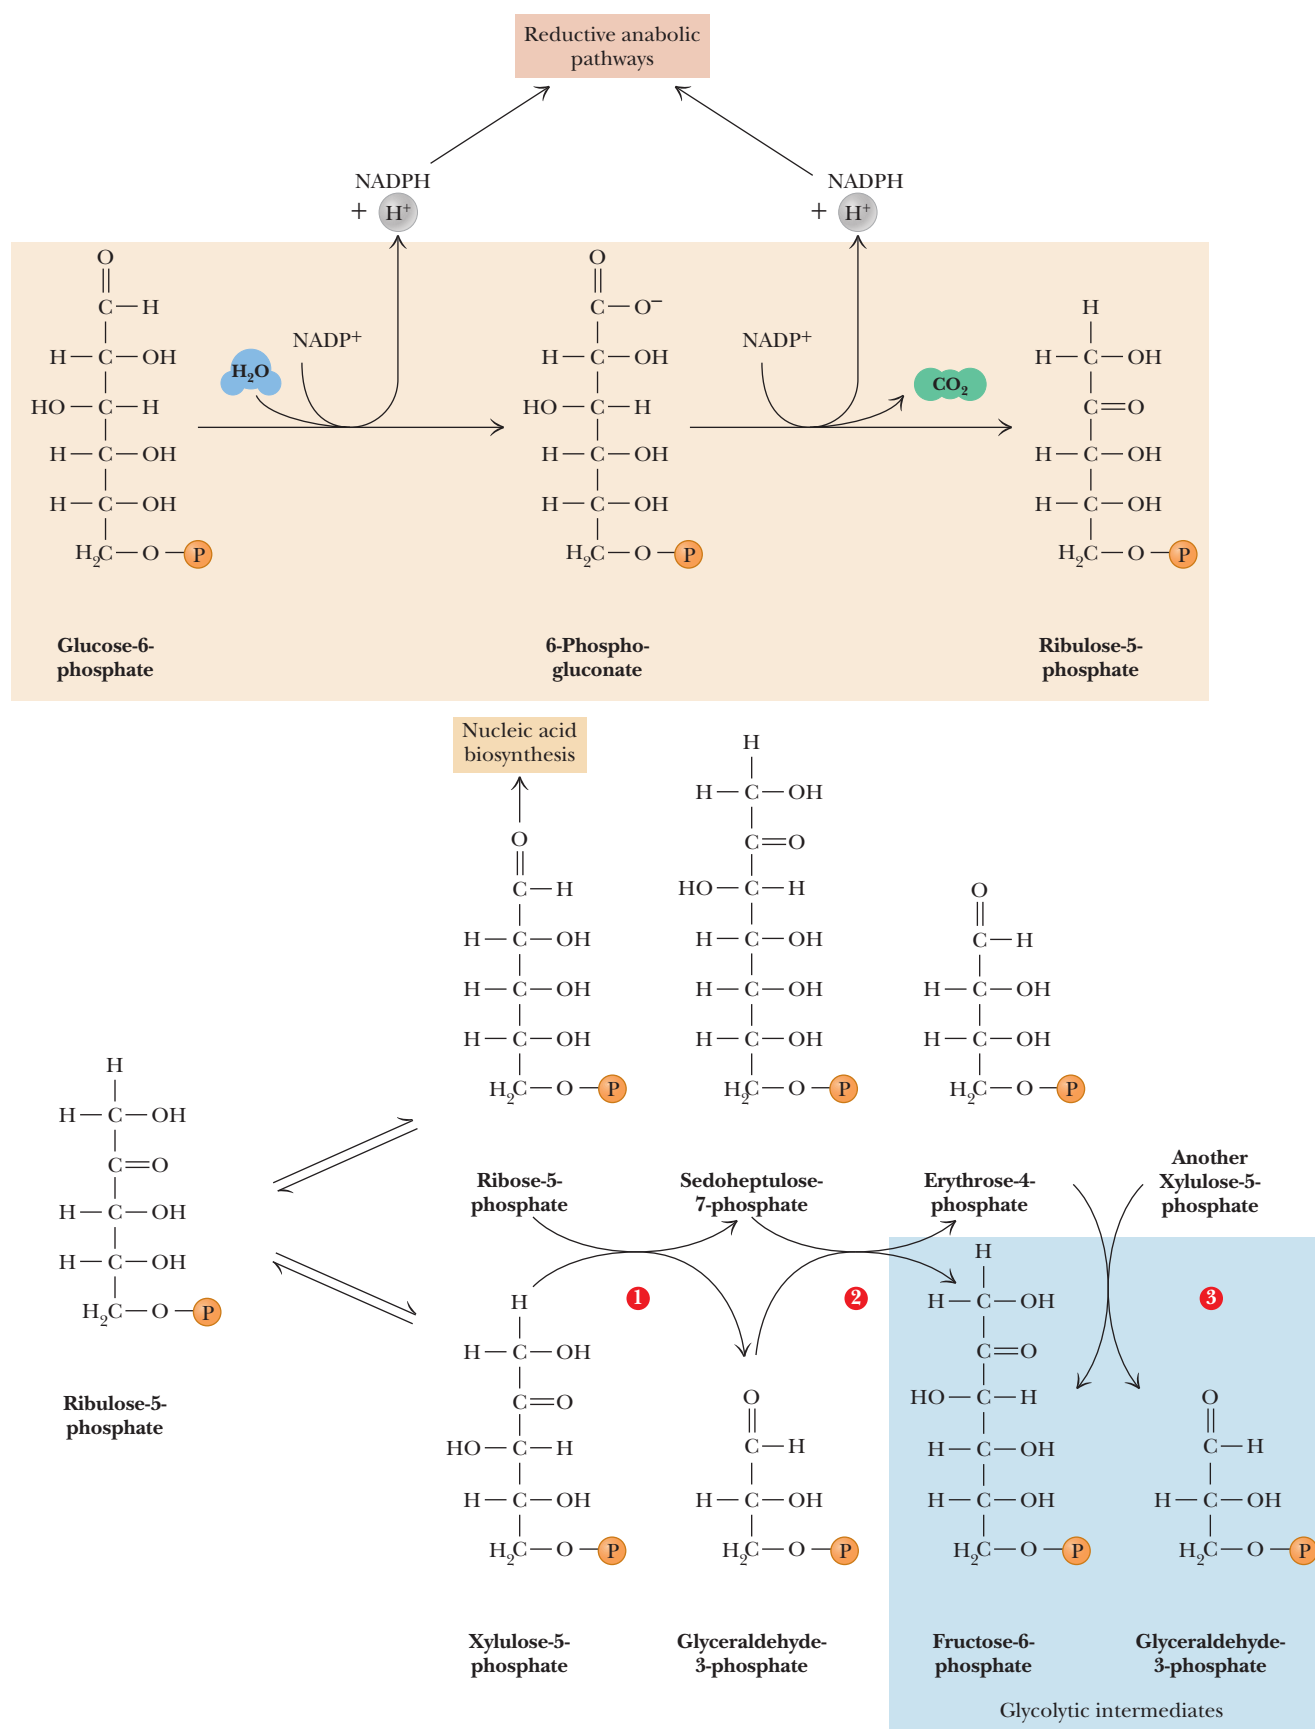 Reductive anabolic
pathways
NADPH
+ H⁺
NADPH
+ H⁺
O
C—H
H—C—OH
HO—C—H
H—C—OH
H—C—OH
H₂C—O—P
Glucose-6-
phosphate
H₂O
NADP⁺
O
C—O⁻
H—C—OH
HO—C—H
H—C—OH
H—C—OH
H₂C—O—P
6-Phospho-
gluconate
NADP⁺
CO₂
H
H—C—OH
C=O
H—C—OH
H—C—OH
H₂C—O—P
Ribulose-5-
phosphate
Nucleic acid
biosynthesis
O
C—H
H—C—OH
H—C—OH
H—C—OH
H₂C—O—P
Ribose-5-
phosphate
H
H—C—OH
C=O
HO—C—H
H—C—OH
H—C—OH
H—C—OH
H₂C—O—P
Sedoheptulose-
7-phosphate
O
C—H
H—C—OH
H—C—OH
H₂C—O—P
Erythrose-4-
phosphate
Another
Xylulose-5-
phosphate
H
H—C—OH
C=O
H—C—OH
H—C—OH
H₂C—O—P
Ribulose-5-
phosphate
1
2
3
H
H—C—OH
C=O
HO—C—H
H—C—OH
H₂C—O—P
Xylulose-5-
phosphate
O
C—H
H—C—OH
H₂C—O—P
Glyceraldehyde-
3-phosphate
H
H—C—OH
C=O
HO—C—H
H—C—OH
H—C—OH
H₂C—O—P
Fructose-6-
phosphate
O
C—H
H—C—OH
H₂C—O—P
Glyceraldehyde-
3-phosphate
Glycolytic intermediates